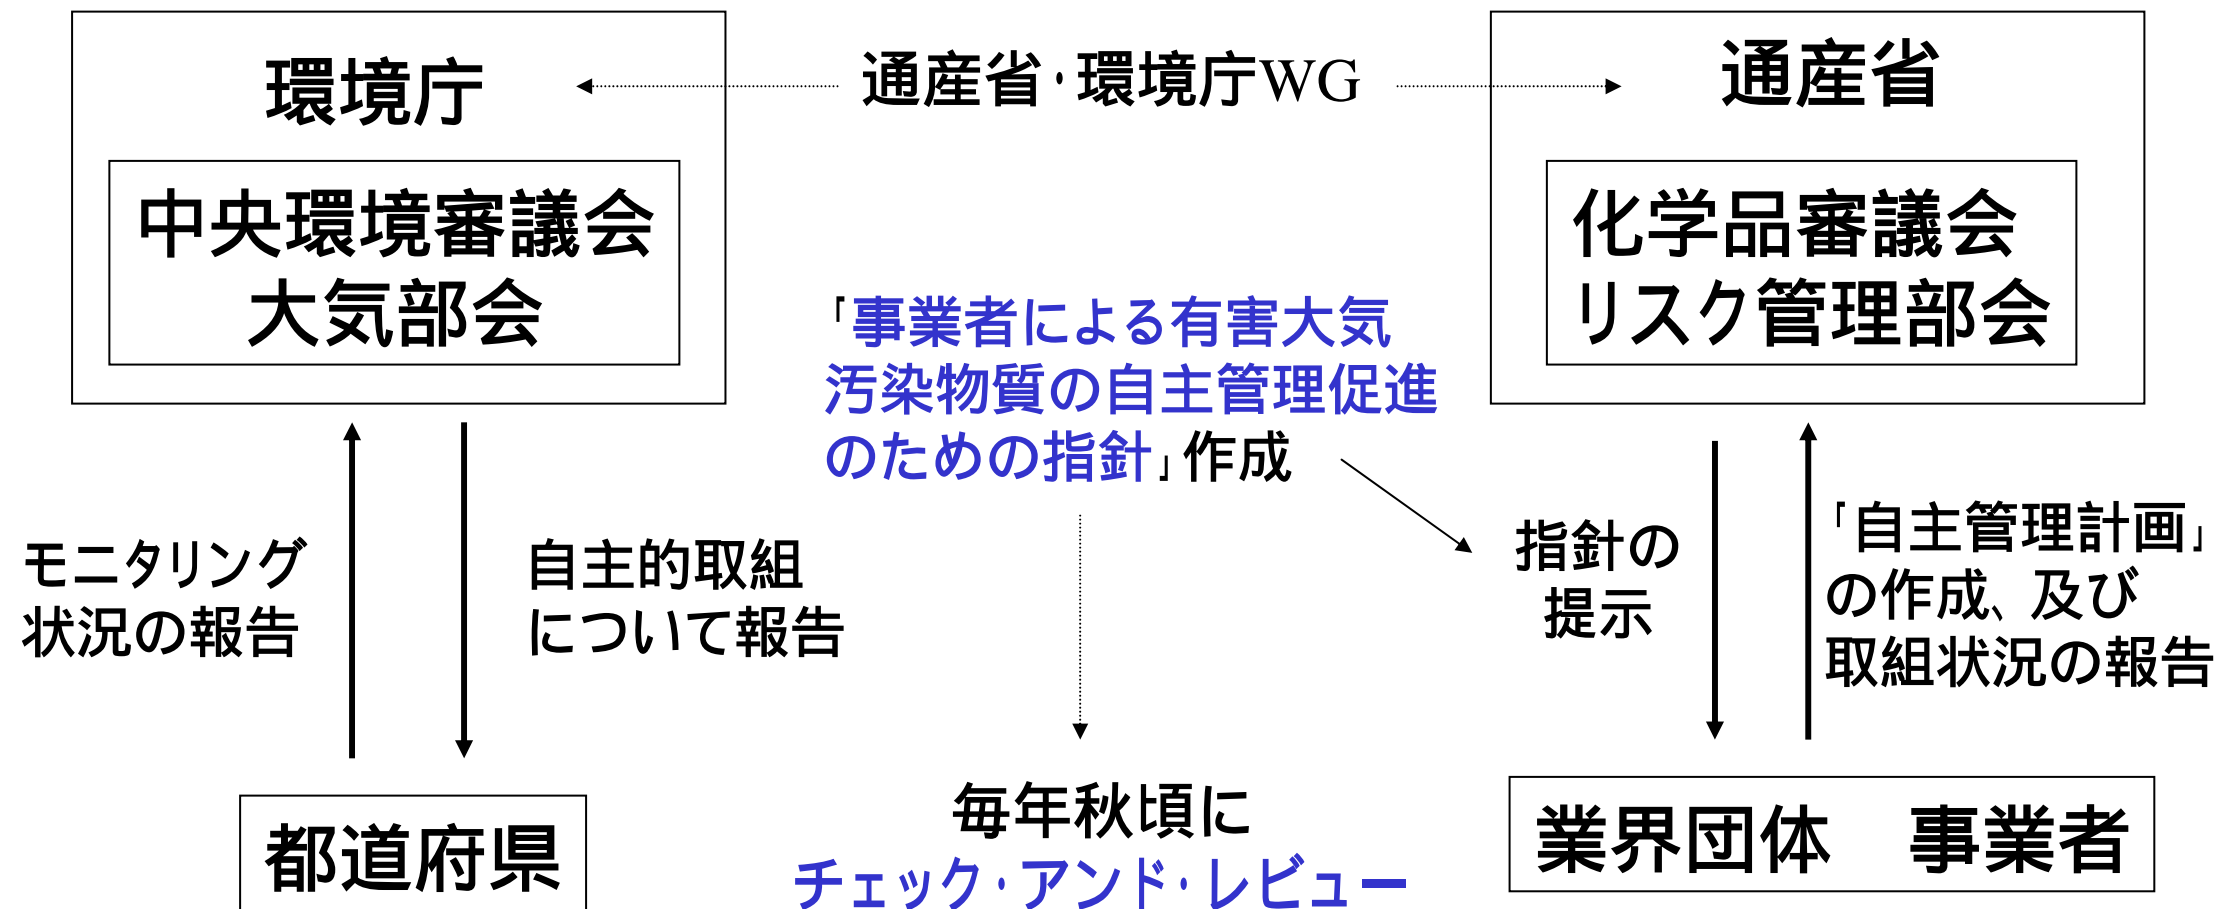 環境庁
中央環境審議会
大気部会
通産省･環境庁WG
通産省
化学品審議会
リスク管理部会
｢事業者による有害大気
汚染物質の自主管理促進
のための指針｣作成
モニタリング
状況の報告
自主的取組
について報告
指針の
提示
｢自主管理計画｣
の作成、及び
取組状況の報告
都道府県
毎年秋頃に
チェック･アンド･レビュー
業界団体　事業者